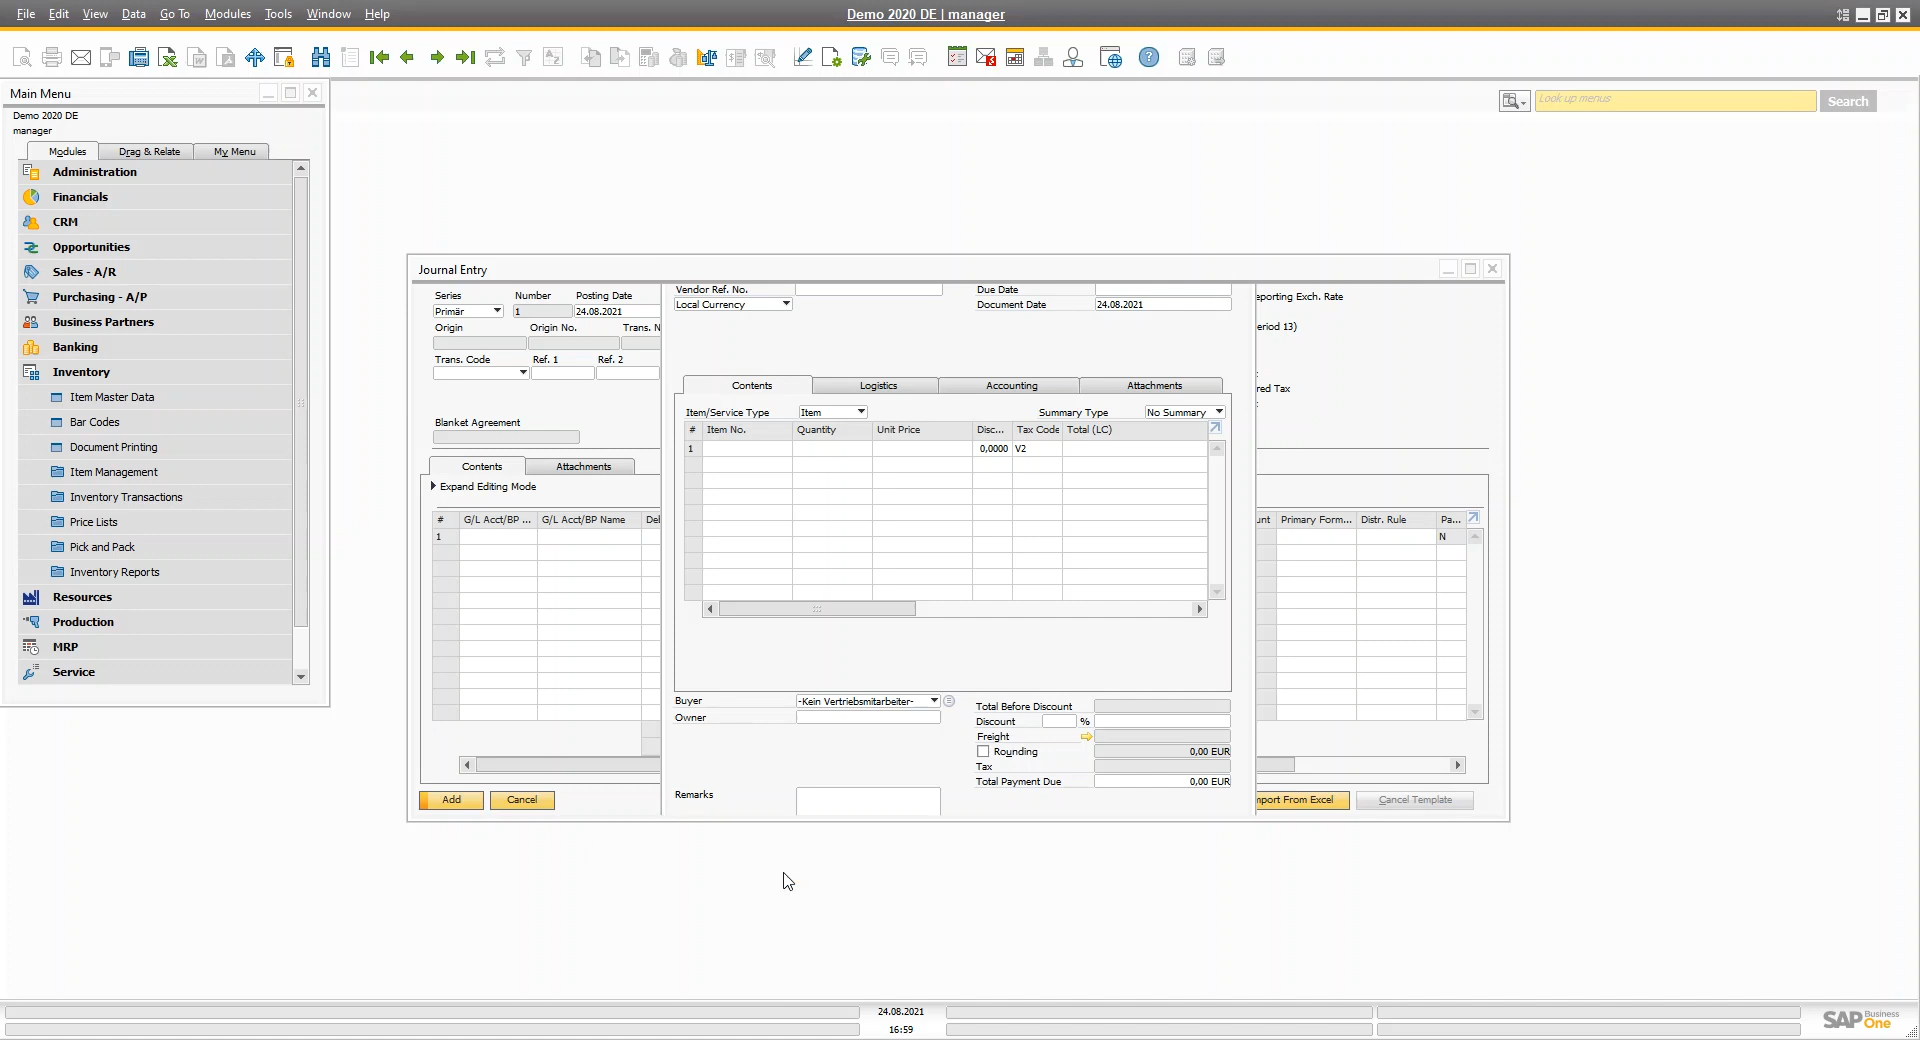 File Edit View Data Go To Modules Tools Window Help
Demo 2020 DE | manager
Main Menu
Demo 2020 DE
manager
Modules Drag & Relate My Menu
Administration
Financials
CRM
Opportunities
Sales - A/R
Purchasing - A/P
Business Partners
Banking
Inventory
Item Master Data
Bar Codes
Document Printing
Item Management
Inventory Transactions
Price Lists
Pick and Pack
Inventory Reports
Resources
Production
MRP
Service
Look up menus
Search
Journal Entry
Series Number Posting Date
Primär 1 24.08.2021
Origin Origin No. Trans. N
Trans. Code Ref. 1 Ref. 2
Blanket Agreement
Contents Attachments
Expand Editing Mode
# G/L Acct/BP ... G/L Acct/BP Name Del
1
Add Cancel
Vendor Ref. No. Due Date
Local Currency Document Date 24.08.2021
Contents Logistics Accounting Attachments
Item/Service Type Item Summary Type No Summary
# Item No. Quantity Unit Price Disc... Tax Code Total (LC)
1 0,0000 V2
Buyer -Kein Vertriebsmitarbeiter-
Owner
Total Before Discount
Discount %
Freight
Rounding 0,00 EUR
Tax
Total Payment Due 0,00 EUR
Remarks
eporting Exch. Rate
eriod 13)
:
red Tax
:
unt Primary Form... Distr. Rule Pa...
N
mport From Excel Cancel Template
24.08.2021
16:59
SAP Business One